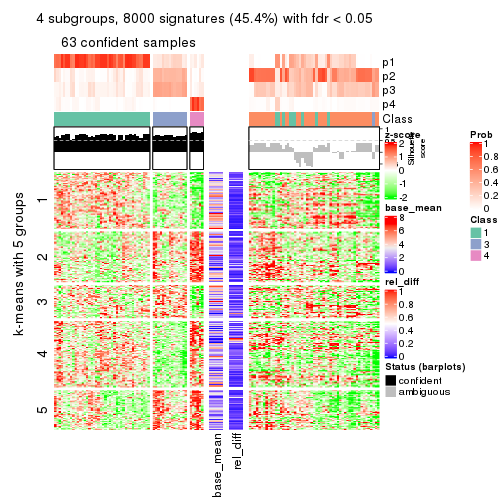 4 subgroups, 8000 signatures (45.4%) with fdr < 0.05
63 confident samples
p1
p2
p3
p4
Class
1
Silhouette
score
k-means with 5 groups
1
2
3
4
5
base_mean
rel_diff
z-score
2
1
0
-1
-2
base_mean
8
6
4
2
0
rel_diff
1
0.8
0.6
0.4
0.2
0
Status (barplots)
confident
ambiguous
Prob
1
0.8
0.6
0.4
0.2
0
Class
1
3
4